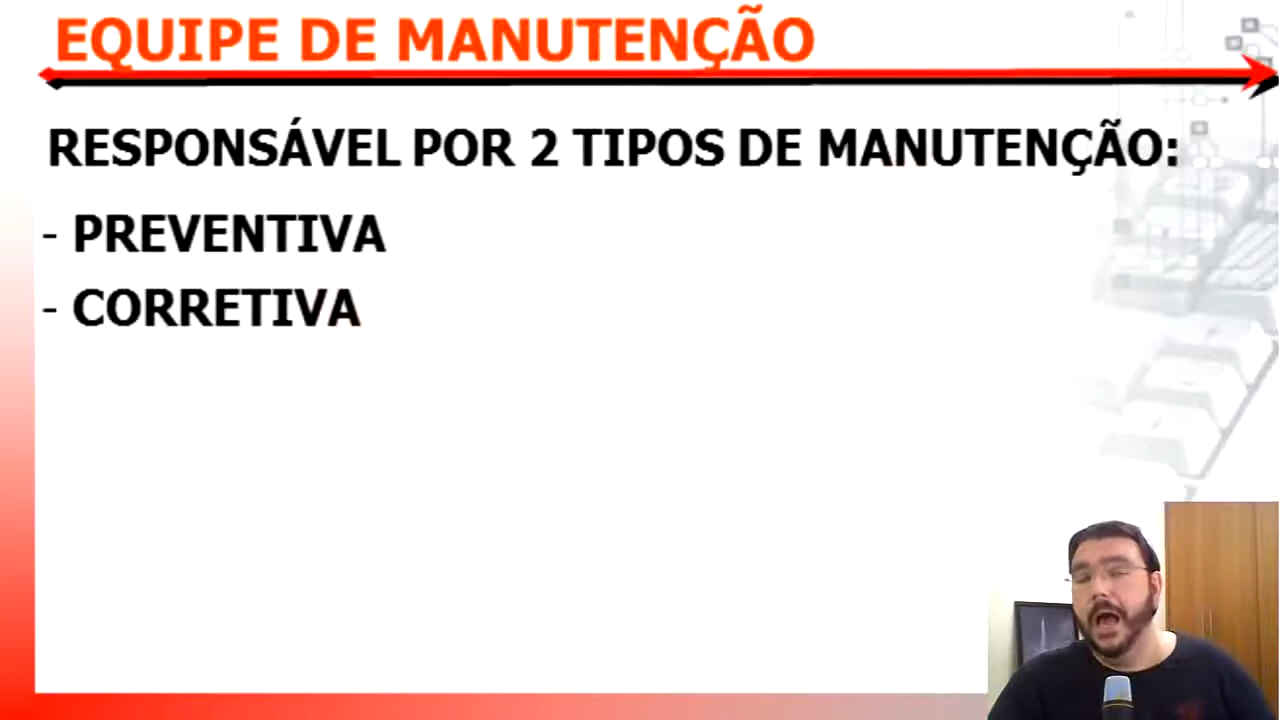 EQUIPE DE MANUTENÇÃO
RESPONSÁVEL POR 2 TIPOS DE MANUTENÇÃO:
- PREVENTIVA
- CORRETIVA